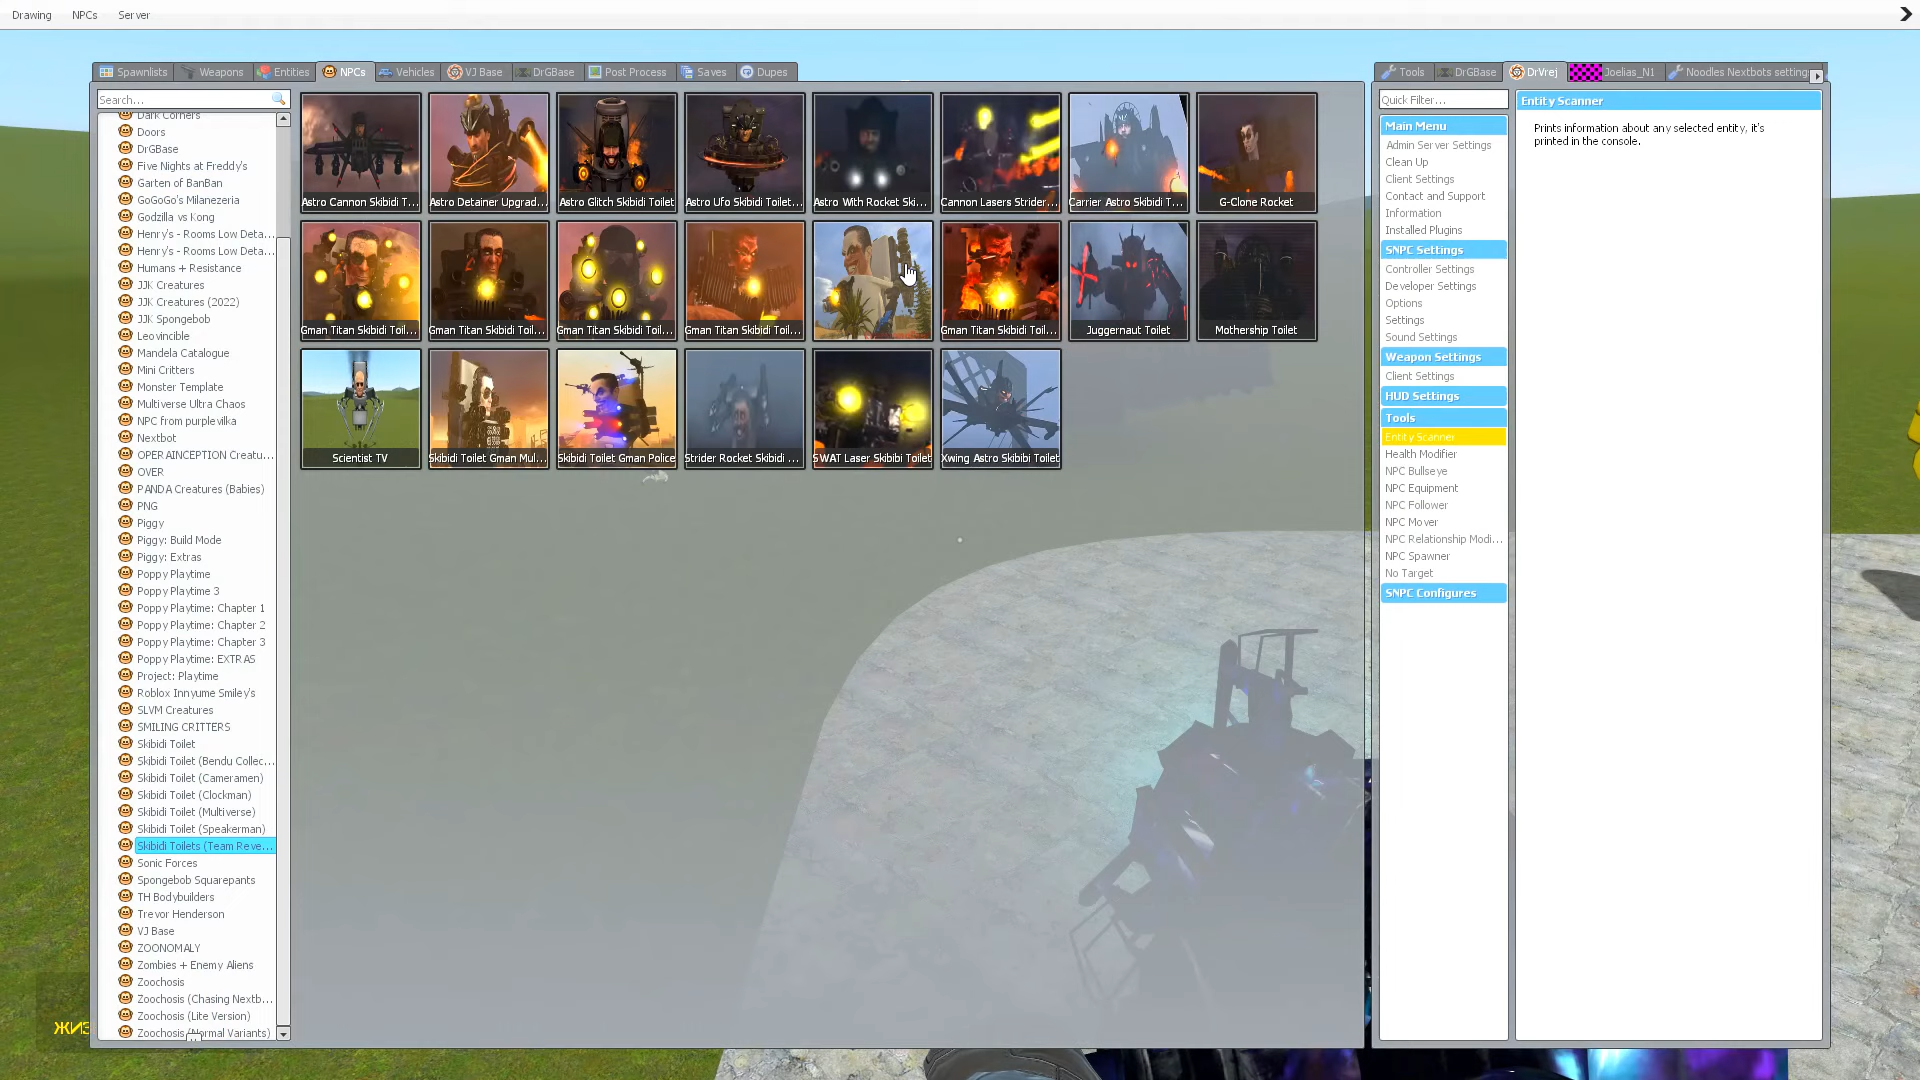 Drawing NPCs Server
Spawnlists Weapons Entities NPCs Vehicles VJ Base DrGBase Post Process Saves Dupes
Search...
Dark Corners
Doors
DrGBase
Five Nights at Freddy's
Garten of BanBan
GoGoGo's Milanezeria
Godzilla vs Kong
Henry's - Rooms Low Deta...
Henry's - Rooms Low Deta...
Humans + Resistance
JJK Creatures
JJK Creatures (2022)
JJK Spongebob
Leovincible
Mandela Catalogue
Mini Critters
Monster Template
Multiverse Ultra Chaos
NPC from purplevilka
Nextbot
OPERAINCEPTION Creatu...
OVER
PANDA Creatures (Babies)
PNG
Piggy
Piggy: Build Mode
Piggy: Extras
Poppy Playtime
Poppy Playtime 3
Poppy Playtime: Chapter 1
Poppy Playtime: Chapter 2
Poppy Playtime: Chapter 3
Poppy Playtime: EXTRAS
Project: Playtime
Roblox Innyume Smiley's
SLVM Creatures
SMILING CRITTERS
Skibidi Toilet
Skibidi Toilet (Bendu Collec...
Skibidi Toilet (Cameramen)
Skibidi Toilet (Clockman)
Skibidi Toilet (Multiverse)
Skibidi Toilet (Speakerman)
Skibidi Toilets (Team Reve...
Sonic Forces
Spongebob Squarepants
TH Bodybuilders
Trevor Henderson
VJ Base
ZOONOMALY
Zombies + Enemy Aliens
Zoochosis
Zoochosis (Chasing Nextb...
Zoochosis (Lite Version)
Zoochosis (Normal Variants)
ЖИЗ
Astro Cannon Skibidi T... Astro Detainer Upgrad... Astro Glitch Skibidi Toilet Astro Ufo Skibidi Toilet... Astro With Rocket Ski... Cannon Lasers Strider... Carrier Astro Skibidi T... G-Clone Rocket
Gman Titan Skibidi Toil... Gman Titan Skibidi Toil... Gman Titan Skibidi Toil... Gman Titan Skibidi Toil... Gman Titan Skibidi Toil... Juggernaut Toilet Mothership Toilet
Scientist TV Skibidi Toilet Gman Mul... Skibidi Toilet Gman Police Strider Rocket Skibidi ... SWAT Laser Skibibi Toilet Xwing Astro Skibibi Toilet
Tools DrGBase DrVrej Joelias_N1 Noodles Nextbots setting
Quick Filter...
Main Menu
Admin Server Settings
Clean Up
Client Settings
Contact and Support
Information
Installed Plugins
SNPC Settings
Controller Settings
Developer Settings
Options
Settings
Sound Settings
Weapon Settings
Client Settings
HUD Settings
Tools
Entity Scanner
Health Modifier
NPC Bullseye
NPC Equipment
NPC Follower
NPC Mover
NPC Relationship Modi...
NPC Spawner
No Target
SNPC Configures
Entity Scanner
Prints information about any selected entity, it's
printed in the console.